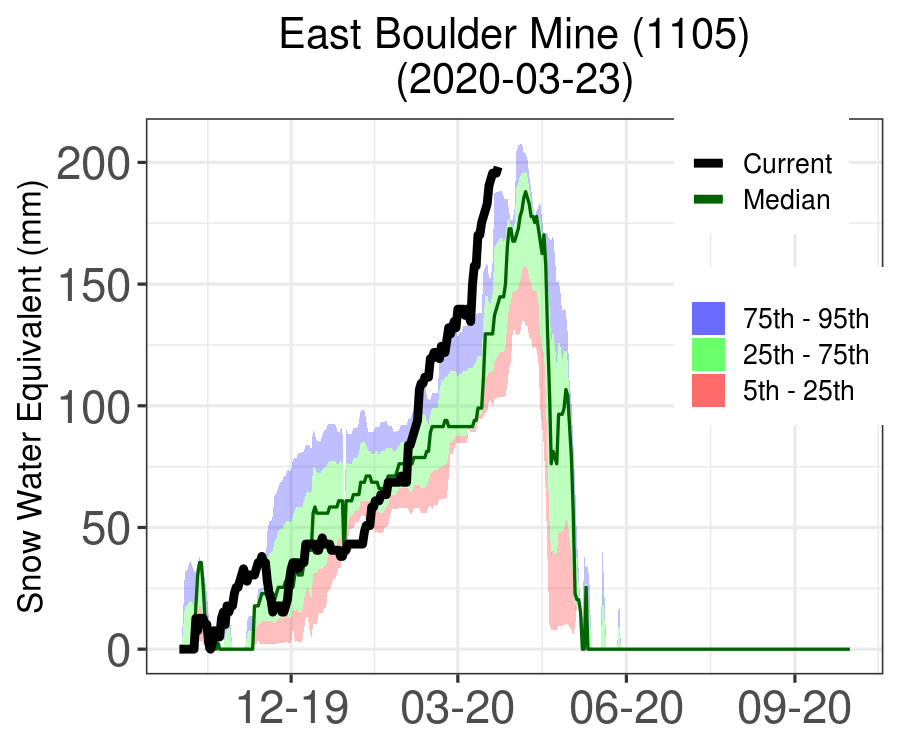 East Boulder Mine (1105)
(2020-03-23)
Snow Water Equivalent (mm)
200
150
100
50
0
12-19
03-20
06-20
09-20
Current
Median
75th - 95th
25th - 75th
5th - 25th